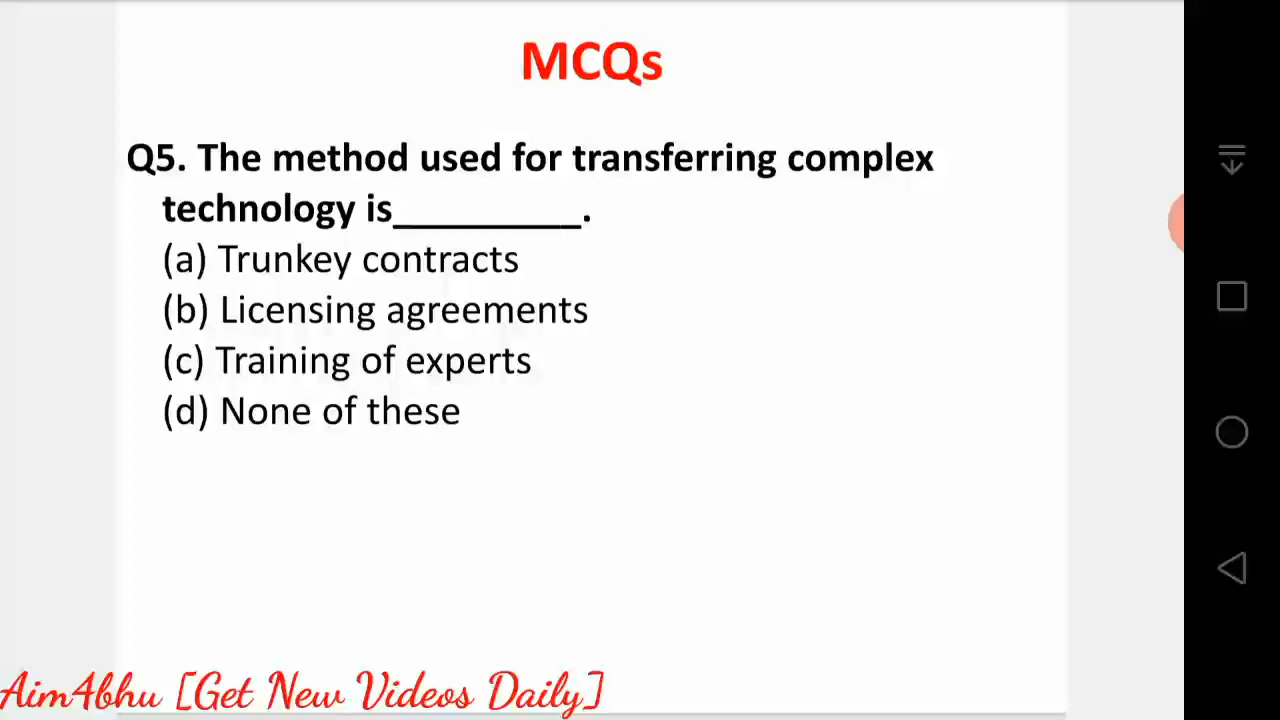 MCQs
Q5. The method used for transferring complex
technology is_________.
(a) Trunkey contracts
(b) Licensing agreements
(c) Training of experts
(d) None of these
Aim4bhu [Get New Videos Daily]